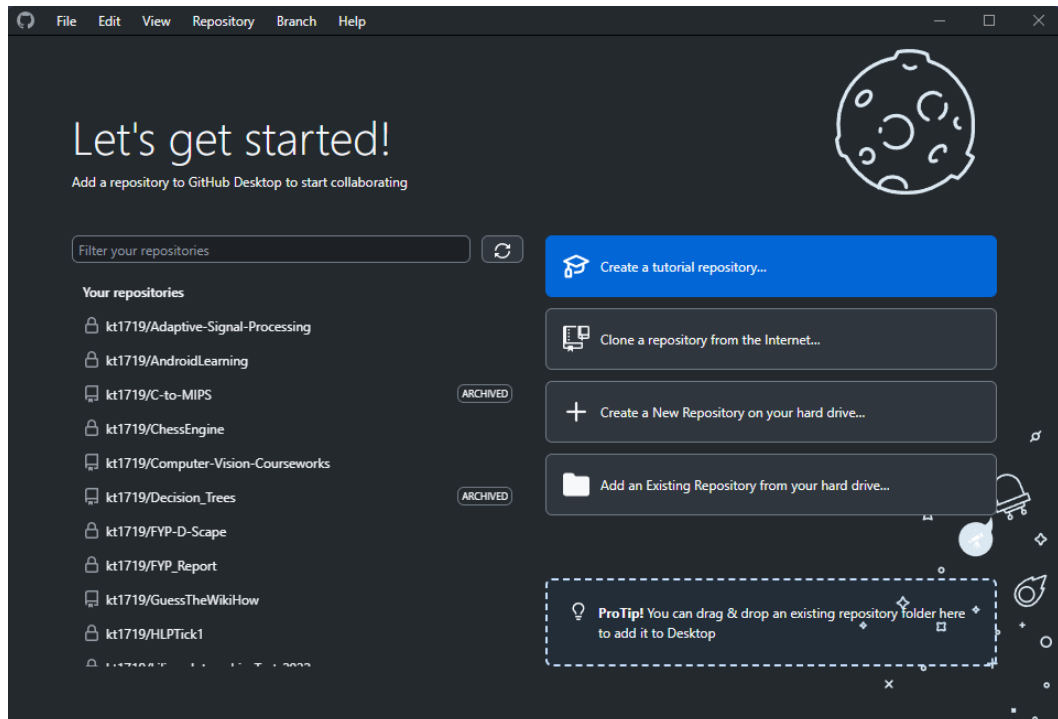 File Edit View Repository Branch Help
Let's get started!
Add a repository to GitHub Desktop to start collaborating
Filter your repositories
Your repositories
kt1719/Adaptive-Signal-Processing
kt1719/AndroidLearning
kt1719/C-to-MIPS ARCHIVED
kt1719/ChessEngine
kt1719/Computer-Vision-Courseworks
kt1719/Decision_Trees ARCHIVED
kt1719/FYP-D-Scape
kt1719/FYP_Report
kt1719/GuessTheWikiHow
kt1719/HLPTick1
Create a tutorial repository...
Clone a repository from the Internet...
Create a New Repository on your hard drive...
Add an Existing Repository from your hard drive...
ProTip! You can drag & drop an existing repository folder here
to add it to Desktop